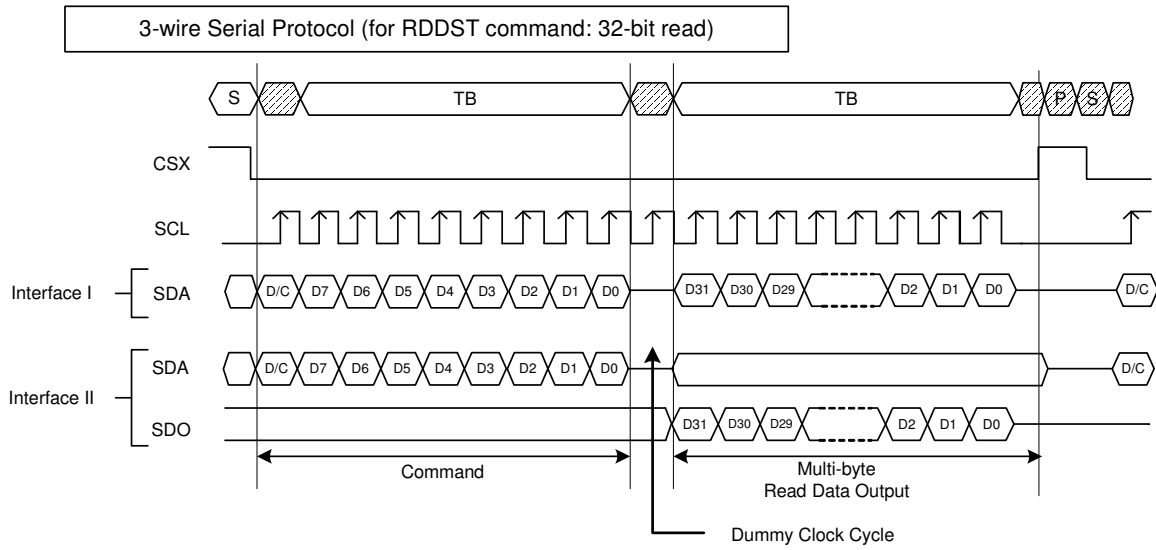 3-wire Serial Protocol (for RDDST command: 32-bit read)
S TB TB P S
CSX
SCL
Interface I SDA D/C D7 D6 D5 D4 D3 D2 D1 D0 D31 D30 D29 D2 D1 D0 D/C
SDA D/C D7 D6 D5 D4 D3 D2 D1 D0 D/C
Interface II
SDO D31 D30 D29 D2 D1 D0
Command Multi-byte
Read Data Output
Dummy Clock Cycle